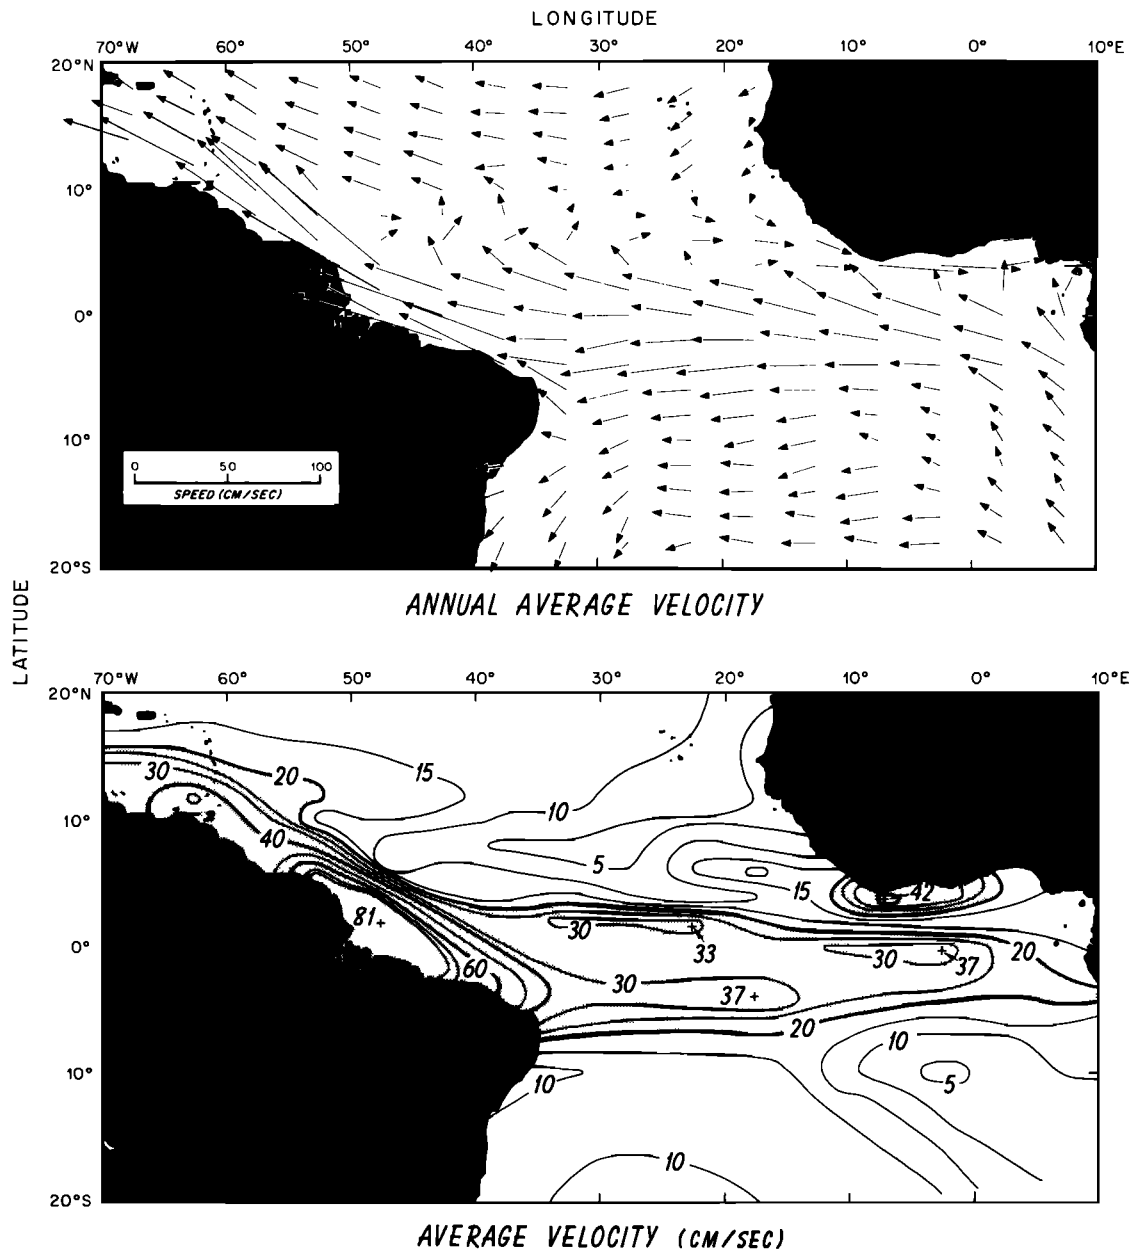 LONGITUDE
70°W 60° 50° 40° 30° 20° 10° 0° 10°E
20°N
10°
0°
10°
20°S
0 50 100
SPEED (CM/SEC)
ANNUAL AVERAGE VELOCITY
LATITUDE
70°W 60° 50° 40° 30° 20° 10° 0° 10°E
20°N
15
30 20
10
10°
40
5
15 42
81
0°
30 33 30 37 20
60 30 37
20
10
10°
10 5
10
20°S
AVERAGE VELOCITY (CM/SEC)